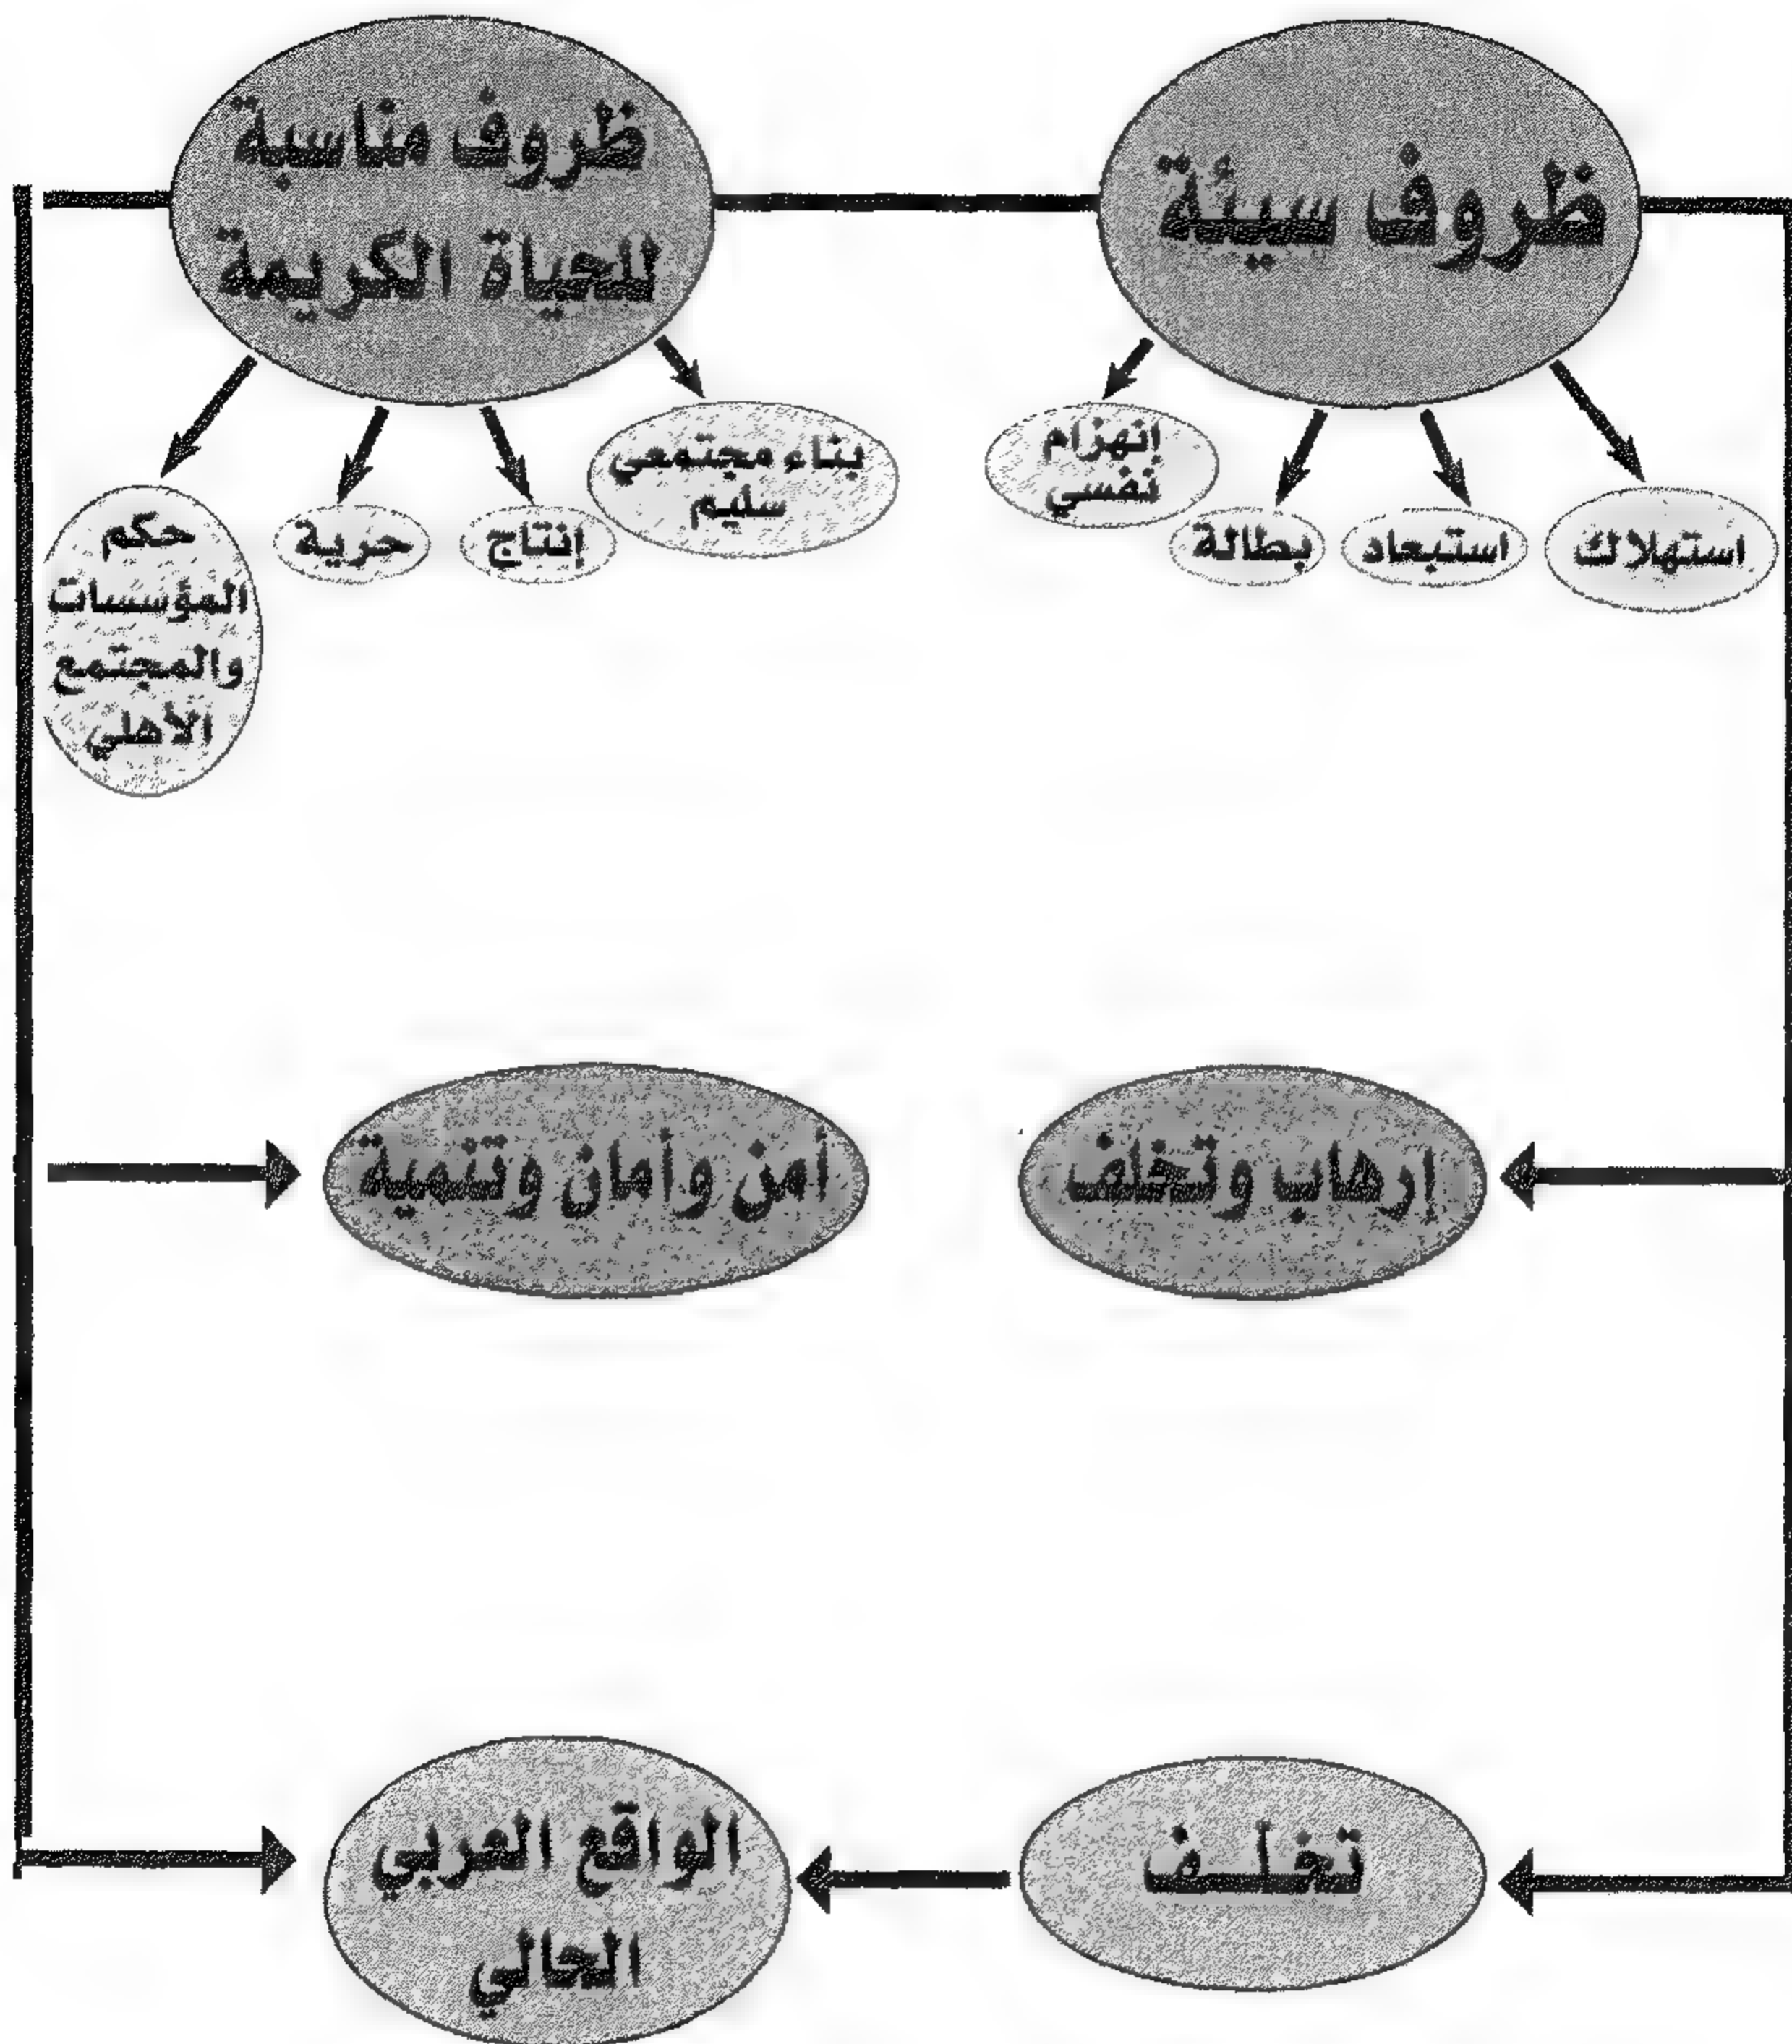 ظروف سيئة
ظروف مناسبة
للحياة الكريمة
استهلاك
استبعاد
بطالة
إنهزام
نفسي
بناء مجتمعي
سليم
إنتاج
حرية
حكم
المؤسسات
والمجتمع
الأهلي
إرهاب وتخلف
أمن وأمان وتنمية
تخلـف
الواقع العربي
الحالي